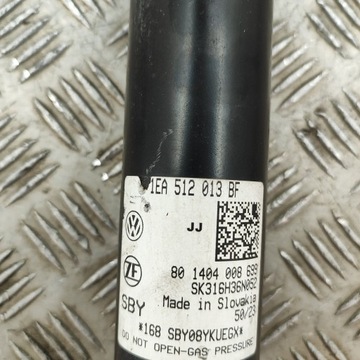 1EA 512 013 BF
JJ
80 1404 008 699
SK316H36N052
ZF
SBY
Made in Slovakia
50/23
*168 SBY08YKUEGX*
DO NOT OPEN-GAS PRESSURE